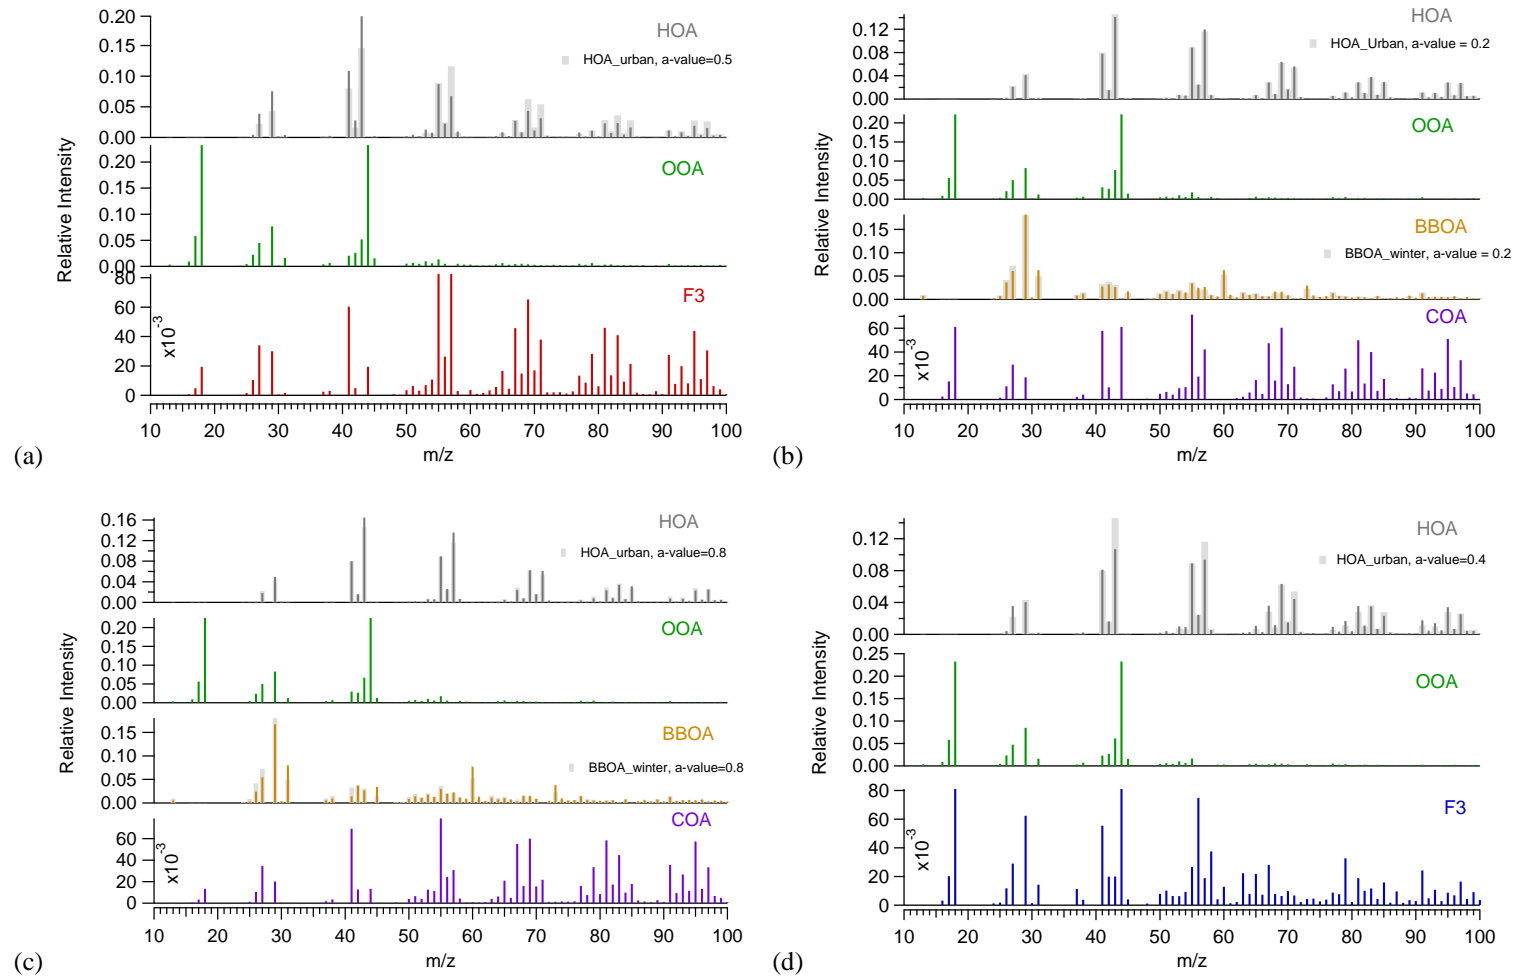 0.20
0.15
0.10
0.05
0.00
HOA
HOA_urban, a-value=0.5
0.20
0.15
0.10
0.05
0.00
OOA
Relative Intensity
80
60
40
20
0
x10-3
F3
10 20 30 40 50 60 70 80 90 100
m/z
(a)
0.12
0.08
0.04
0.00
HOA
HOA_Urban, a-value = 0.2
0.20
0.15
0.10
0.05
0.00
OOA
Relative Intensity
0.15
0.10
0.05
0.00
BBOA
BBOA_winter, a-value = 0.2
60
40
20
0
x10-3
COA
10 20 30 40 50 60 70 80 90 100
m/z
(b)
0.16
0.12
0.08
0.04
0.00
HOA
HOA_urban, a-value=0.8
0.20
0.15
0.10
0.05
0.00
OOA
Relative Intensity
0.15
0.10
0.05
0.00
BBOA
BBOA_winter, a-value=0.8
60
40
20
0
x10-3
COA
10 20 30 40 50 60 70 80 90 100
m/z
(c)
0.12
0.08
0.04
0.00
HOA
HOA_urban, a-value=0.4
0.25
0.20
0.15
0.10
0.05
0.00
OOA
Relative Intensity
80
60
40
20
0
x10-3
F3
10 20 30 40 50 60 70 80 90 100
m/z
(d)